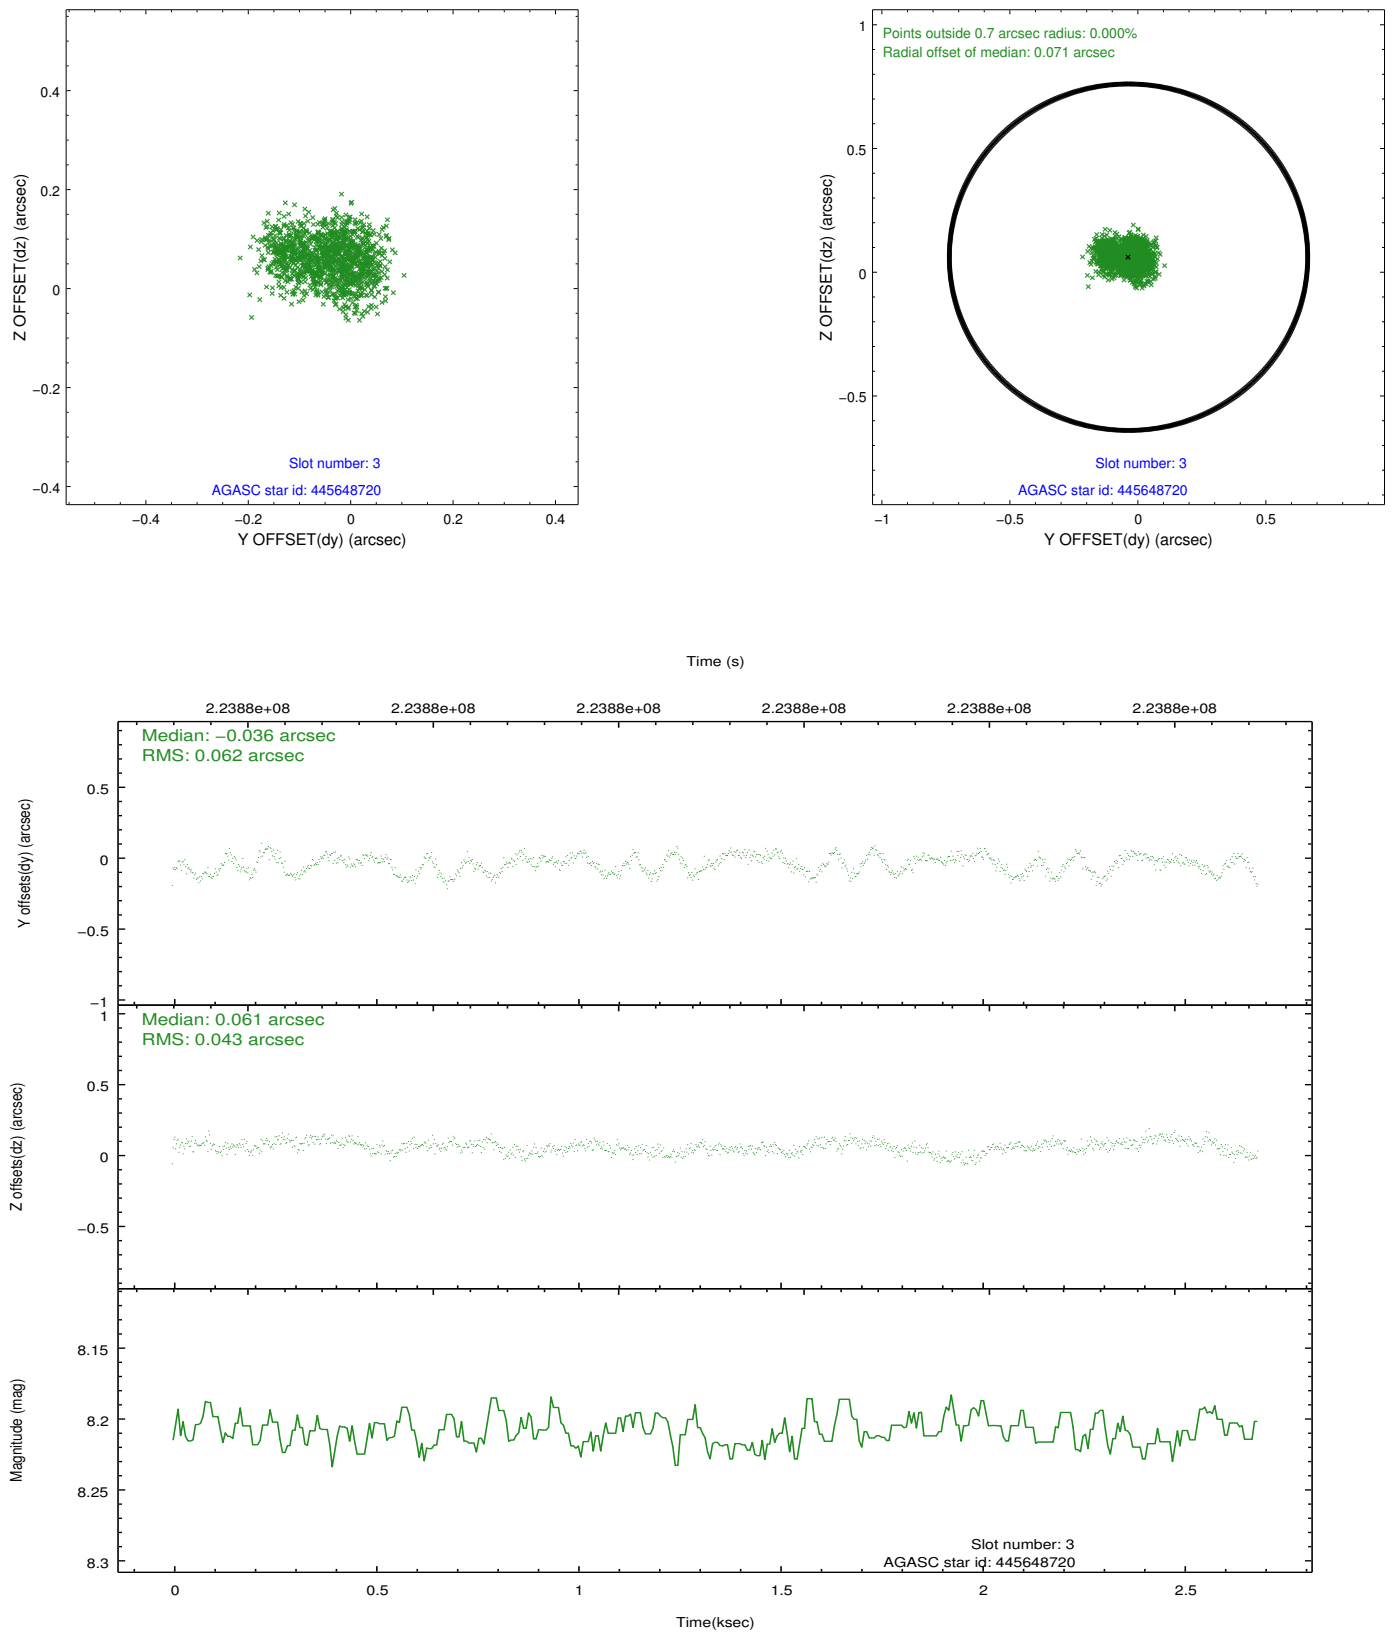 0.4
0.2
0
−0.2
−0.4
Z OFFSET(dz) (arcsec)
Slot number: 3
AGASC star id: 445648720
−0.4 −0.2 0 0.2 0.4
Y OFFSET(dy) (arcsec)
Points outside 0.7 arcsec radius: 0.000%
Radial offset of median: 0.071 arcsec
1
0.5
0
−0.5
Z OFFSET(dz) (arcsec)
Slot number: 3
AGASC star id: 445648720
−1 −0.5 0 0.5
Y OFFSET(dy) (arcsec)
Time (s)
2.2388e+08 2.2388e+08 2.2388e+08 2.2388e+08 2.2388e+08 2.2388e+08
Median: −0.036 arcsec
RMS: 0.062 arcsec
0.5
0
−0.5
−1
Y offsets(dy) (arcsec)
Median: 0.061 arcsec
RMS: 0.043 arcsec
1
0.5
0
−0.5
Z offsets(dz) (arcsec)
8.15
8.2
8.25
8.3
Magnitude (mag)
Slot number: 3
AGASC star id: 445648720
0 0.5 1 1.5 2 2.5
Time(ksec)